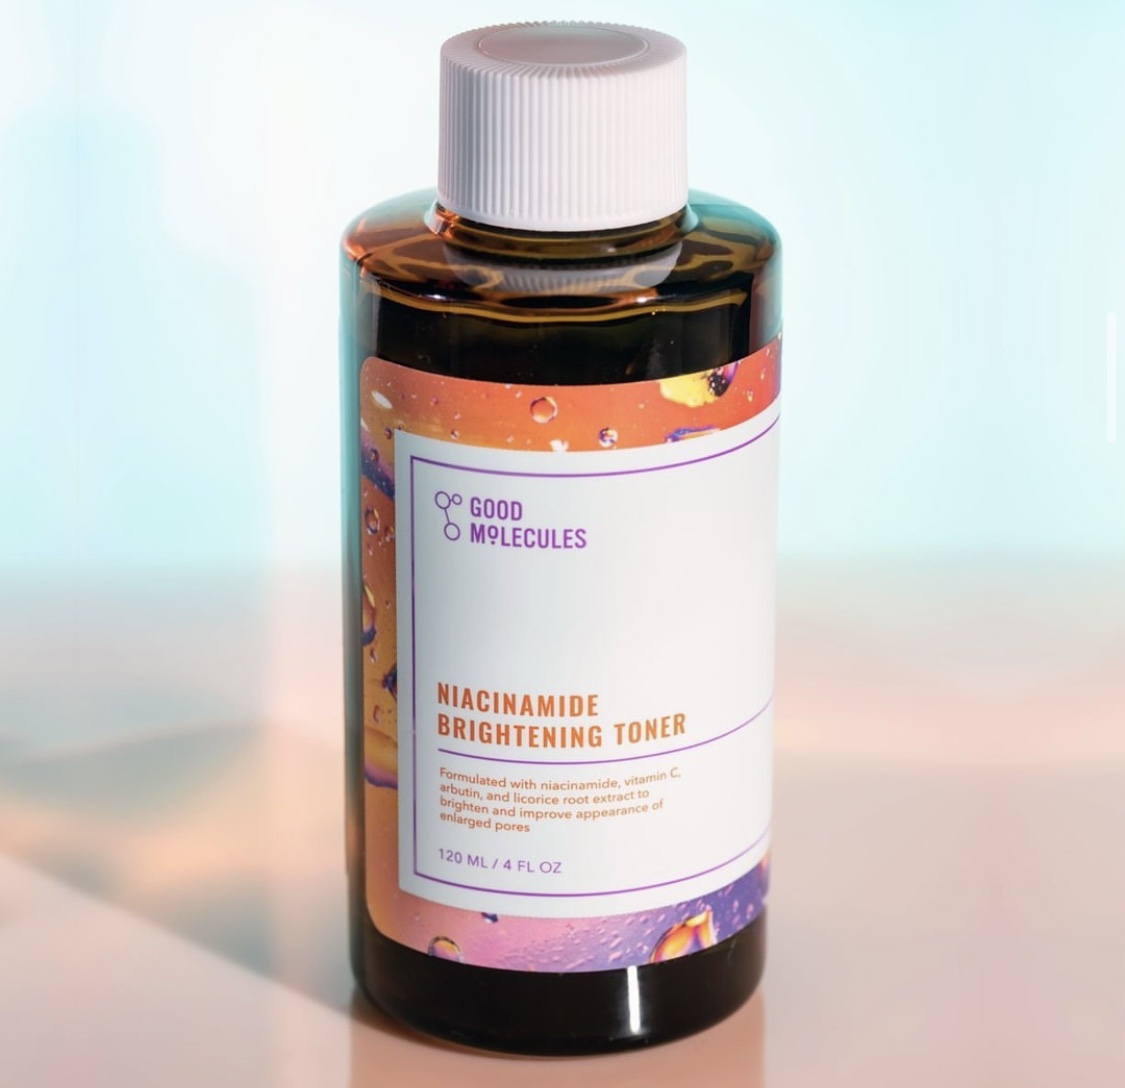 GOOD
MOLECULES
NIACINAMIDE
BRIGHTENING TONER
Formulated with niacinamide, vitamin C,
arbutin, and licorice root extract to
brighten and improve appearance of
enlarged pores
120 ML / 4 FL OZ